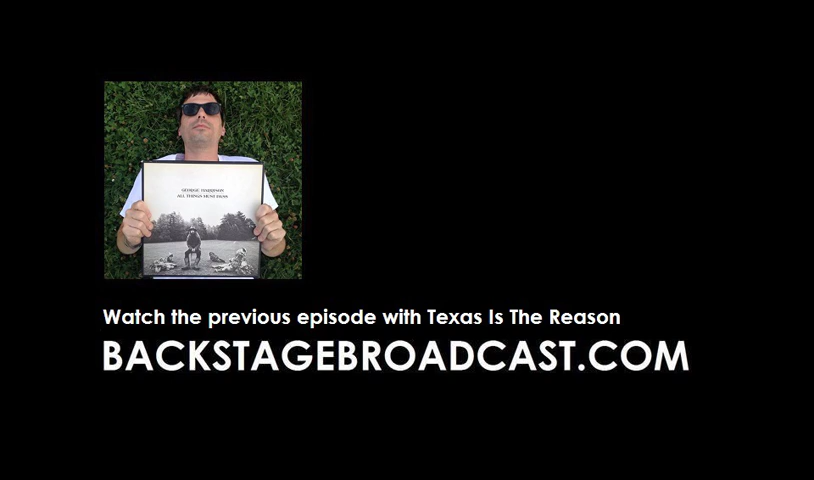 GEORGE HARRISON
ALL THINGS MUST PASS
Watch the previous episode with Texas Is The Reason
BACKSTAGEBROADCAST.COM